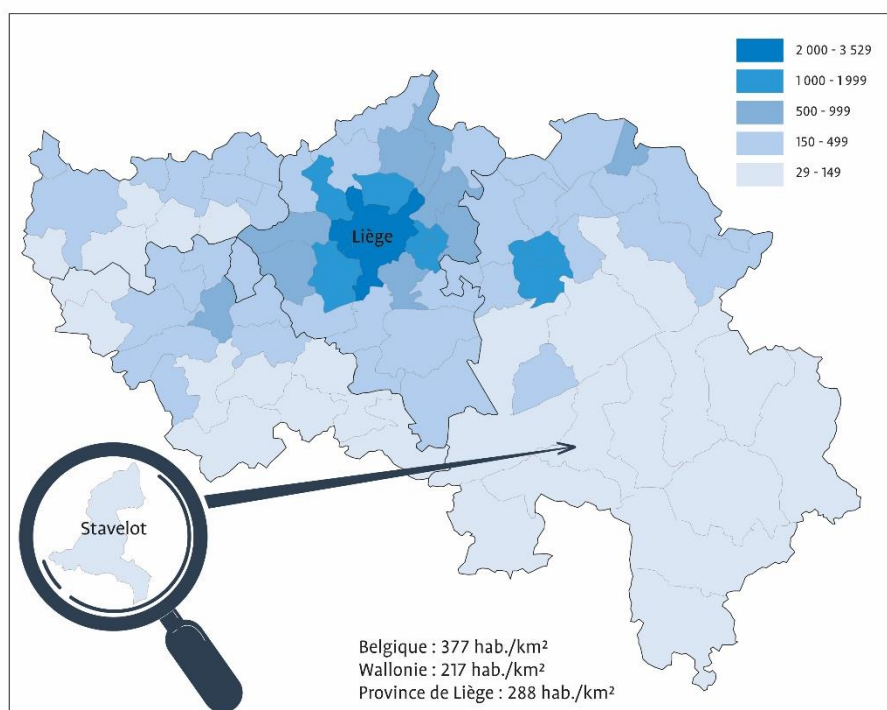 2 000 - 3 529
1 000 - 1 999
500 - 999
150 - 499
29 - 149
Liège
Stavelot
Belgique : 377 hab./km²
Wallonie : 217 hab./km²
Province de Liège : 288 hab./km²